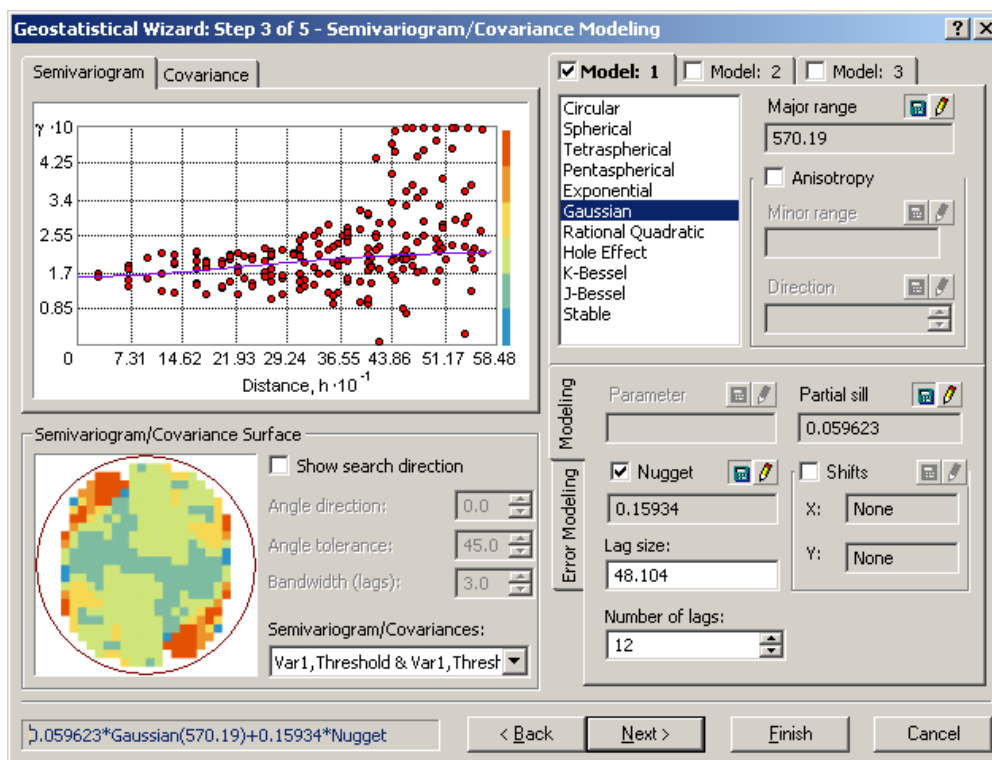 Geostatistical Wizard: Step 3 of 5 - Semivariogram/Covariance Modeling
Semivariogram Covariance
γ ·10
4.25
3.4
2.55
1.7
0.85
0 7.31 14.62 21.93 29.24 36.55 43.86 51.17 58.48
Distance, h ·10⁻¹
Model: 1 Model: 2 Model: 3
Circular
Spherical
Tetraspherical
Pentaspherical
Exponential
Gaussian
Rational Quadratic
Hole Effect
K-Bessel
J-Bessel
Stable
Major range
570.19
Anisotropy
Minor range
Direction
Modeling
Error Modeling
Parameter
Partial sill
0.059623
Nugget
0.15934
Shifts
X: None
Y: None
Lag size:
48.104
Number of lags:
12
Semivariogram/Covariance Surface
Show search direction
Angle direction: 0.0
Angle tolerance: 45.0
Bandwidth (lags): 3.0
Semivariogram/Covariances:
Var1,Threshold & Var1,Thresh
0.059623*Gaussian(570.19)+0.15934*Nugget
< Back
Next >
Finish
Cancel